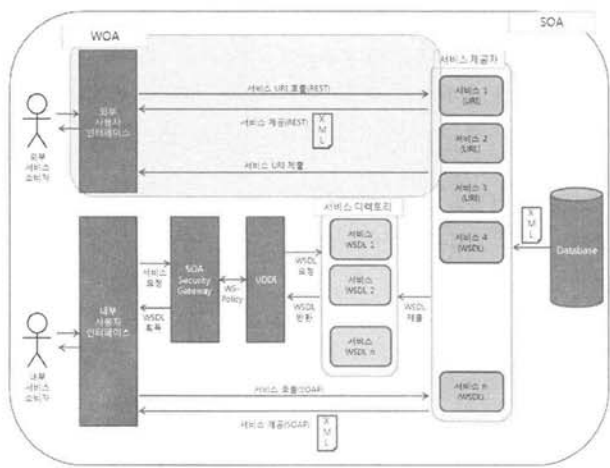 SOA
WOA
서비스 제공자
외부
사용자
인터페이스
외부
서비스
소비자
서비스 URI 호출(REST)
서비스 제공(REST)
XML
서비스 URI 제출
서비스 1
(URI)
서비스 2
(URI)
서비스 3
(URI)
서비스 4
(WSDL)
서비스 n
(WSDL)
XML
Database
서비스 디렉토리
서비스
WSDL 1
서비스
WSDL 2
서비스
WSDL n
내부
사용자
인터페이스
내부
서비스
소비자
서비스
요청
WSDL
획득
SOA
Security
Gateway
WS-
Policy
UDDI
WSDL
요청
WSDL
반환
WSDL
제출
서비스 호출(SOAP)
서비스 제공(SOAP)
XML